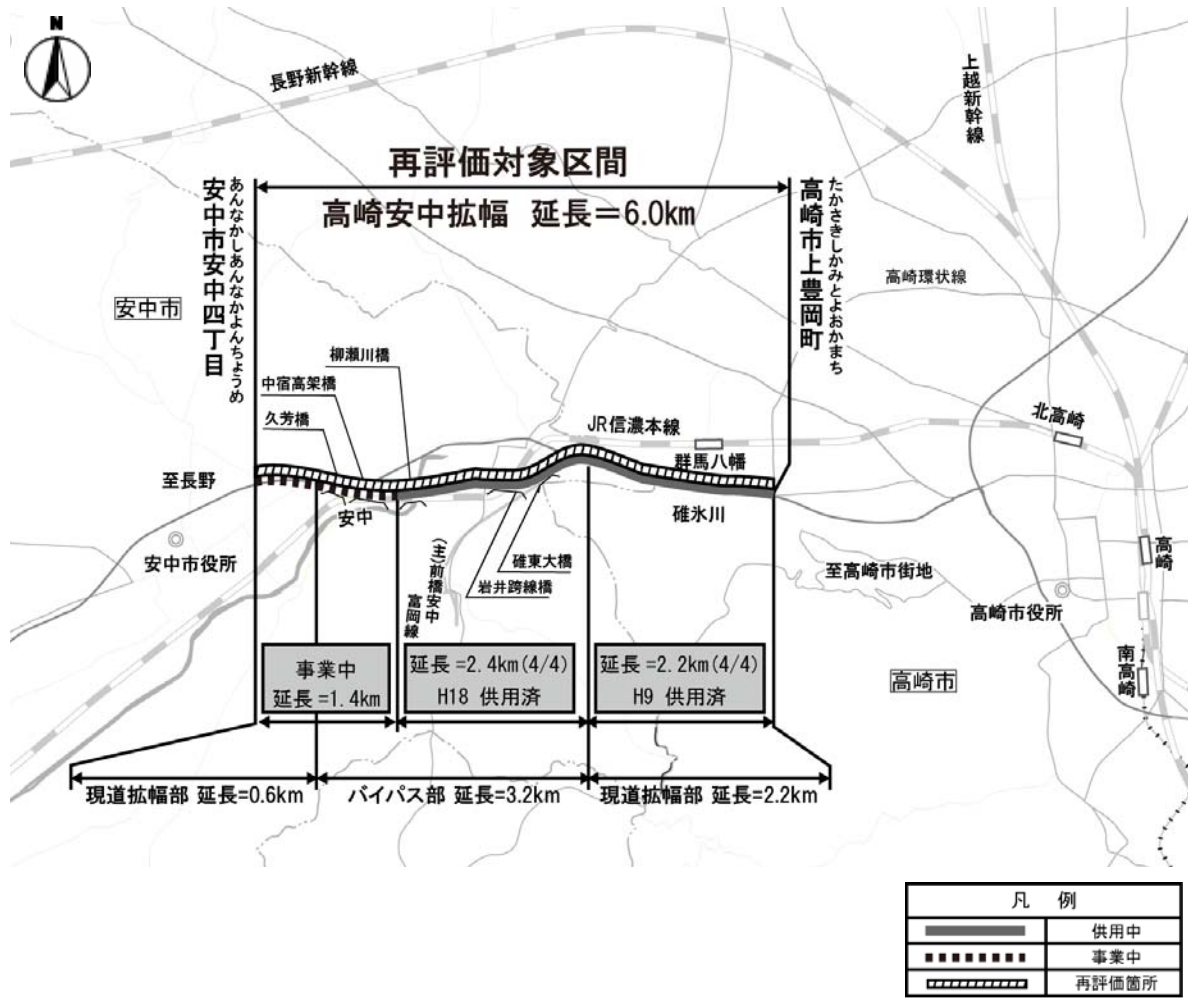 N
長野新幹線
上越新幹線
再評価対象区間
高崎安中拡幅 延長＝6.0km
安中市安中四丁目
あんなかしあんなかよんちょうめ
高崎市上豊岡町
たかさきしかみとよおかまち
高崎環状線
安中市
柳瀬川橋
中宿高架橋
久芳橋
JR信濃本線
北高崎
群馬八幡
至長野
安中
碓氷川
安中市役所
(主)前橋安中
富岡線
碓東大橋
岩井跨線橋
至高崎市街地
高崎
高崎市役所
南高崎
高崎市
事業中
延長=1.4km
延長=2.4km(4/4)
H18 供用済
延長=2.2km(4/4)
H9 供用済
現道拡幅部 延長=0.6km
バイパス部 延長=3.2km
現道拡幅部 延長=2.2km
凡 例
供用中
事業中
再評価箇所